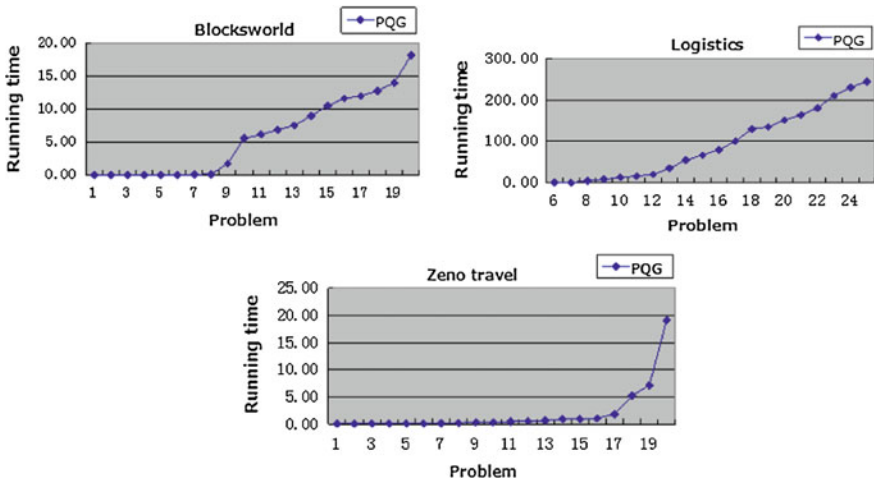 Blocksworld
PQG
20.00
15.00
10.00
5.00
0.00
Running time
1 3 5 7 9 11 13 15 17 19
Problem
Logistics
PQG
300.00
200.00
100.00
0.00
Running time
6 8 10 12 14 16 18 20 22 24
Problem
Zeno travel
PQG
25.00
20.00
15.00
10.00
5.00
0.00
Running time
1 3 5 7 9 11 13 15 17 19
Problem